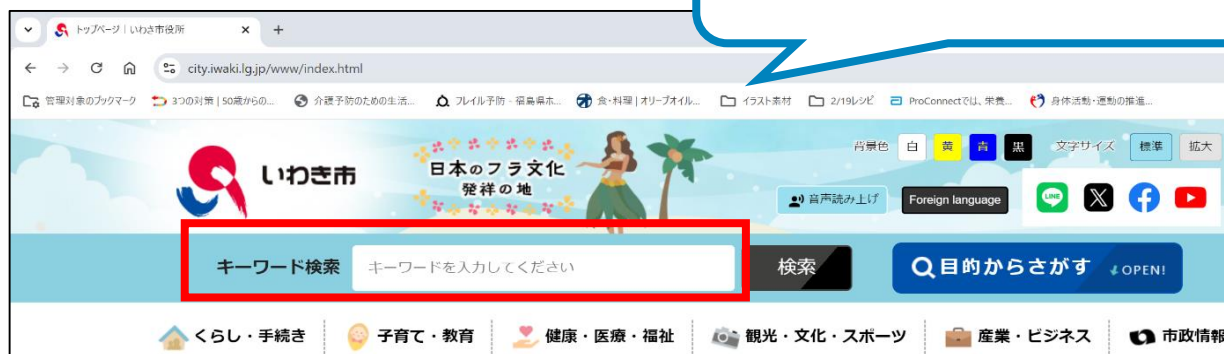 トップページ | いわき市役所
city.iwaki.lg.jp/www/index.html
管理対象のブックマーク 3つの対策 | 50歳からの... 介護予防のための生活... フレイル予防 - 福島県ホ... 食・料理 | オリーブオイル... イラスト素材 2/19レシピ ProConnectでは、栄養... 身体活動・運動の推進...
いわき市
日本のフラ文化
発祥の地
背景色 白 黄 青 黒 文字サイズ 標準 拡大
音声読み上げ Foreign language LINE
キーワード検索 キーワードを入力してください 検索 目的からさがす OPEN!
くらし・手続き 子育て・教育 健康・医療・福祉 観光・文化・スポーツ 産業・ビジネス 市政情報